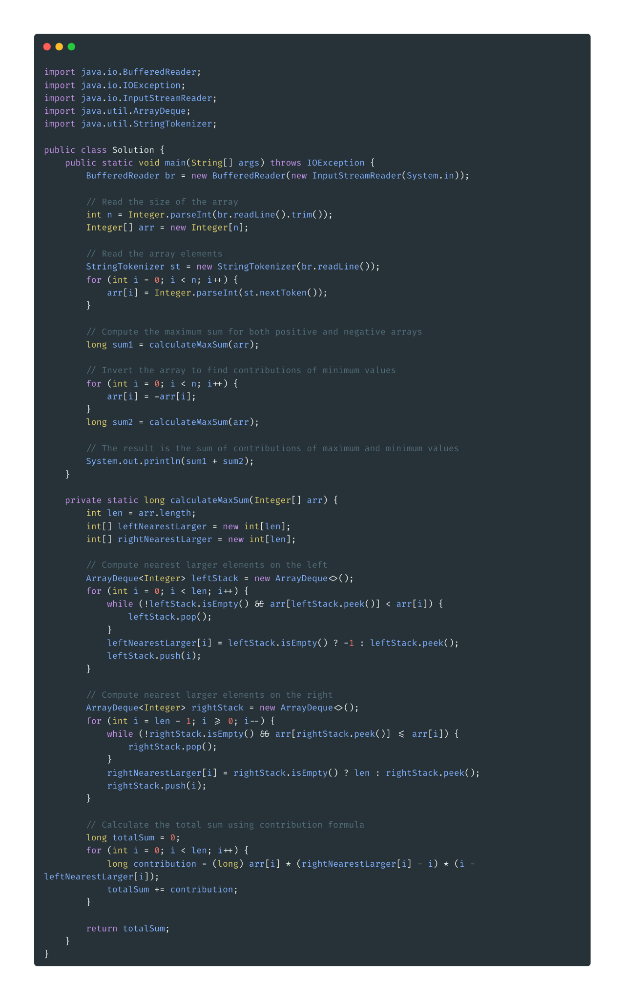 import java.io.BufferedReader;
import java.io.IOException;
import java.io.InputStreamReader;
import java.util.ArrayDeque;
import java.util.StringTokenizer;

public class Solution {
    public static void main(String[] args) throws IOException {
        BufferedReader br = new BufferedReader(new InputStreamReader(System.in));

        // Read the size of the array
        int n = Integer.parseInt(br.readLine().trim());
        Integer[] arr = new Integer[n];

        // Read the array elements
        StringTokenizer st = new StringTokenizer(br.readLine());
        for (int i = 0; i < n; i++) {
            arr[i] = Integer.parseInt(st.nextToken());
        }

        // Compute the maximum sum for both positive and negative arrays
        long sum1 = calculateMaxSum(arr);

        // Invert the array to find contributions of minimum values
        for (int i = 0; i < n; i++) {
            arr[i] = -arr[i];
        }
        long sum2 = calculateMaxSum(arr);

        // The result is the sum of contributions of maximum and minimum values
        System.out.println(sum1 + sum2);
    }

    private static long calculateMaxSum(Integer[] arr) {
        int len = arr.length;
        int[] leftNearestLarger = new int[len];
        int[] rightNearestLarger = new int[len];

        // Compute nearest larger elements on the left
        ArrayDeque<Integer> leftStack = new ArrayDeque<>();
        for (int i = 0; i < len; i++) {
            while (!leftStack.isEmpty() && arr[leftStack.peek()] < arr[i]) {
                leftStack.pop();
            }
            leftNearestLarger[i] = leftStack.isEmpty() ? -1 : leftStack.peek();
            leftStack.push(i);
        }

        // Compute nearest larger elements on the right
        ArrayDeque<Integer> rightStack = new ArrayDeque<>();
        for (int i = len - 1; i >= 0; i--) {
            while (!rightStack.isEmpty() && arr[rightStack.peek()] <= arr[i]) {
                rightStack.pop();
            }
            rightNearestLarger[i] = rightStack.isEmpty() ? len : rightStack.peek();
            rightStack.push(i);
        }

        // Calculate the total sum using contribution formula
        long totalSum = 0;
        for (int i = 0; i < len; i++) {
            long contribution = (long) arr[i] * (rightNearestLarger[i] - i) * (i -
leftNearestLarger[i]);
            totalSum += contribution;
        }

        return totalSum;
    }
}